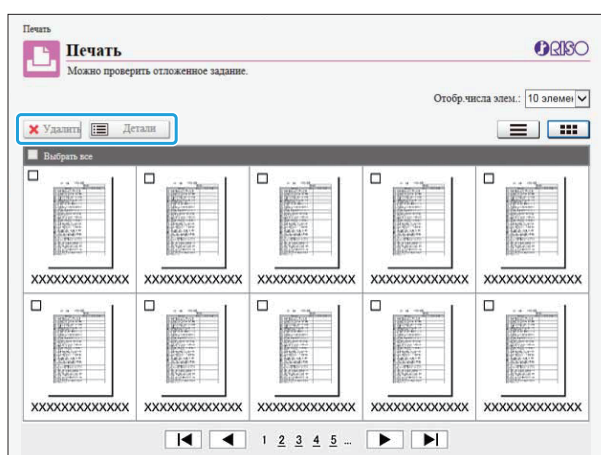 Печать
Печать
RISO
Можно проверить отложенное задание.
Отобр.числа элем.: 10 элемен
Удалить Детали
Выбрать все
XXXXXXXXXXXXX XXXXXXXXXXXXX XXXXXXXXXXXXX XXXXXXXXXXXXX XXXXXXXXXXXXX
XXXXXXXXXXXXX XXXXXXXXXXXXX XXXXXXXXXXXXX XXXXXXXXXXXXX XXXXXXXXXXXXX
1 2 3 4 5 ...